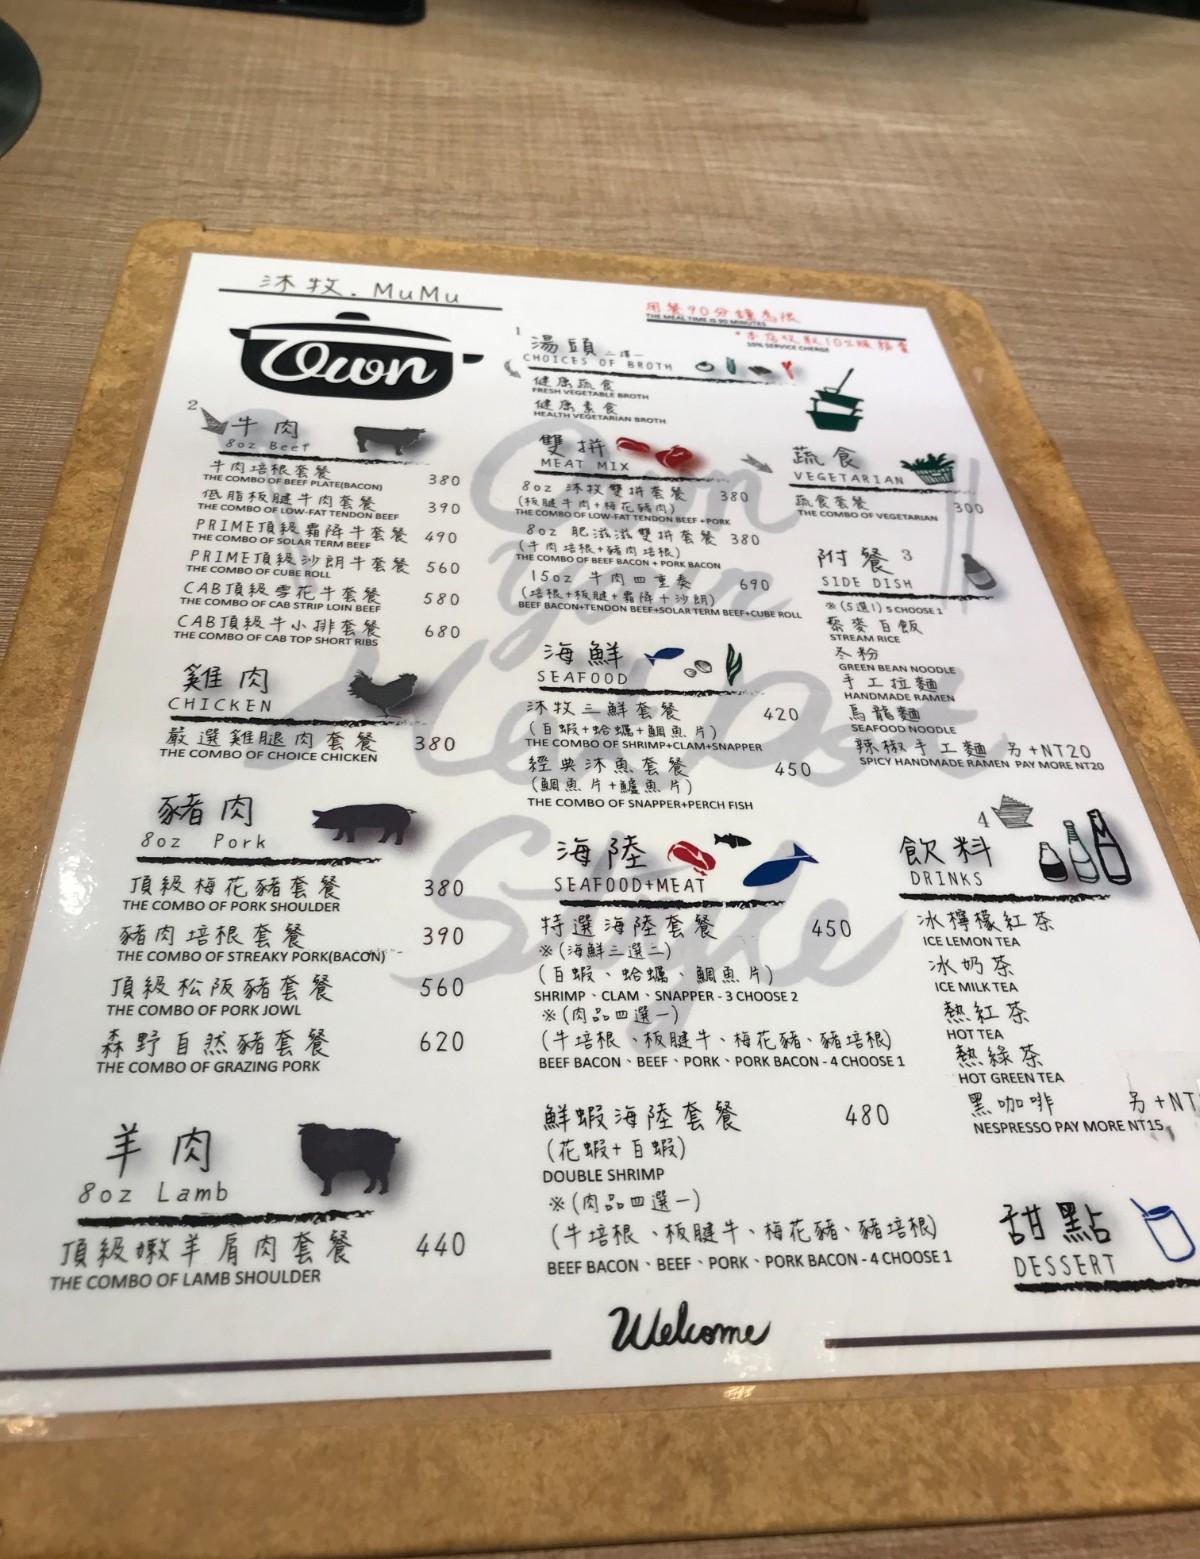 沐牧. MuMu
Own
用餐90分鐘為限
THE MEAL TIME IS 90 MINUTES
*本店收取10%服務費
10% SERVICE CHERGE
1
湯頭 二擇一
CHOICES OF BROTH
健康蔬食
FRESH VEGETABLE BROTH
健康素食
HEALTH VEGETARIAN BROTH
2
牛肉
8oz Beef
牛肉培根套餐 380
THE COMBO OF BEEF PLATE(BACON)
低脂板腱牛肉套餐 390
THE COMBO OF LOW-FAT TENDON BEEF
PRIME頂級霜降牛套餐 490
THE COMBO OF SOLAR TERM BEEF
PRIME頂級沙朗牛套餐 560
THE COMBO OF CUBE ROLL
CAB頂級雪花牛套餐 580
THE COMBO OF CAB STRIP LOIN BEEF
CAB頂級牛小排套餐 680
THE COMBO OF CAB TOP SHORT RIBS
雞肉
CHICKEN
嚴選雞腿肉套餐 380
THE COMBO OF CHOICE CHICKEN
豬肉
8oz Pork
頂級梅花豬套餐 380
THE COMBO OF PORK SHOULDER
豬肉培根套餐 390
THE COMBO OF STREAKY PORK(BACON)
頂級松阪豬套餐 560
THE COMBO OF PORK JOWL
森野自然豬套餐 620
THE COMBO OF GRAZING PORK
羊肉
8oz Lamb
頂級嫩羊肩肉套餐 440
THE COMBO OF LAMB SHOULDER
雙拼
MEAT MIX
8oz 沐牧雙拼套餐 380
(板腱牛肉+梅花豬肉)
THE COMBO OF LOW-FAT TENDON BEEF +PORK
8oz 肥滋滋雙拼套餐 380
(牛肉培根+豬肉培根)
THE COMBO OF BEEF BACON + PORK BACON
15oz 牛肉四重奏 690
(培根+板腱+霜降+沙朗)
BEEF BACON+TENDON BEEF+SOLAR TERM BEEF+CUBE ROLL
海鮮
SEAFOOD
沐牧三鮮套餐 420
(白蝦+蛤蠣+鯛魚片)
THE COMBO OF SHRIMP+CLAM+SNAPPER
經典沐魚套餐 450
(鯛魚片+鱸魚片)
THE COMBO OF SNAPPER+PERCH FISH
海陸
SEAFOOD+MEAT
特選海陸套餐 450
※(海鮮三選二)
(白蝦、蛤蠣、鯛魚片)
SHRIMP、CLAM、SNAPPER - 3 CHOOSE 2
※(肉品四選一)
(牛培根、板腱牛、梅花豬、豬培根)
BEEF BACON、BEEF、PORK、PORK BACON - 4 CHOOSE 1
鮮蝦海陸套餐 480
(花蝦+白蝦)
DOUBLE SHRIMP
※(肉品四選一)
(牛培根、板腱牛、梅花豬、豬培根)
BEEF BACON、BEEF、PORK、PORK BACON - 4 CHOOSE 1
蔬食
VEGETARIAN
蔬食套餐 300
THE COMBO OF VEGETARIAN
附餐 3
SIDE DISH
※(5選1) 5 CHOOSE 1
藜麥白飯
STREAM RICE
冬粉
GREEN BEAN NOODLE
手工拉麵
HANDMADE RAMEN
烏龍麵
SEAFOOD NOODLE
辣椒手工麵 另+NT20
SPICY HANDMADE RAMEN PAY MORE NT20
4
飲料
DRINKS
冰檸檬紅茶
ICE LEMON TEA
冰奶茶
ICE MILK TEA
熱紅茶
HOT TEA
熱綠茶
HOT GREEN TEA
黑咖啡 另+NT
NESPRESSO PAY MORE NT15
甜點
DESSERT
Own
your
Hot Pot
Style
Welcome